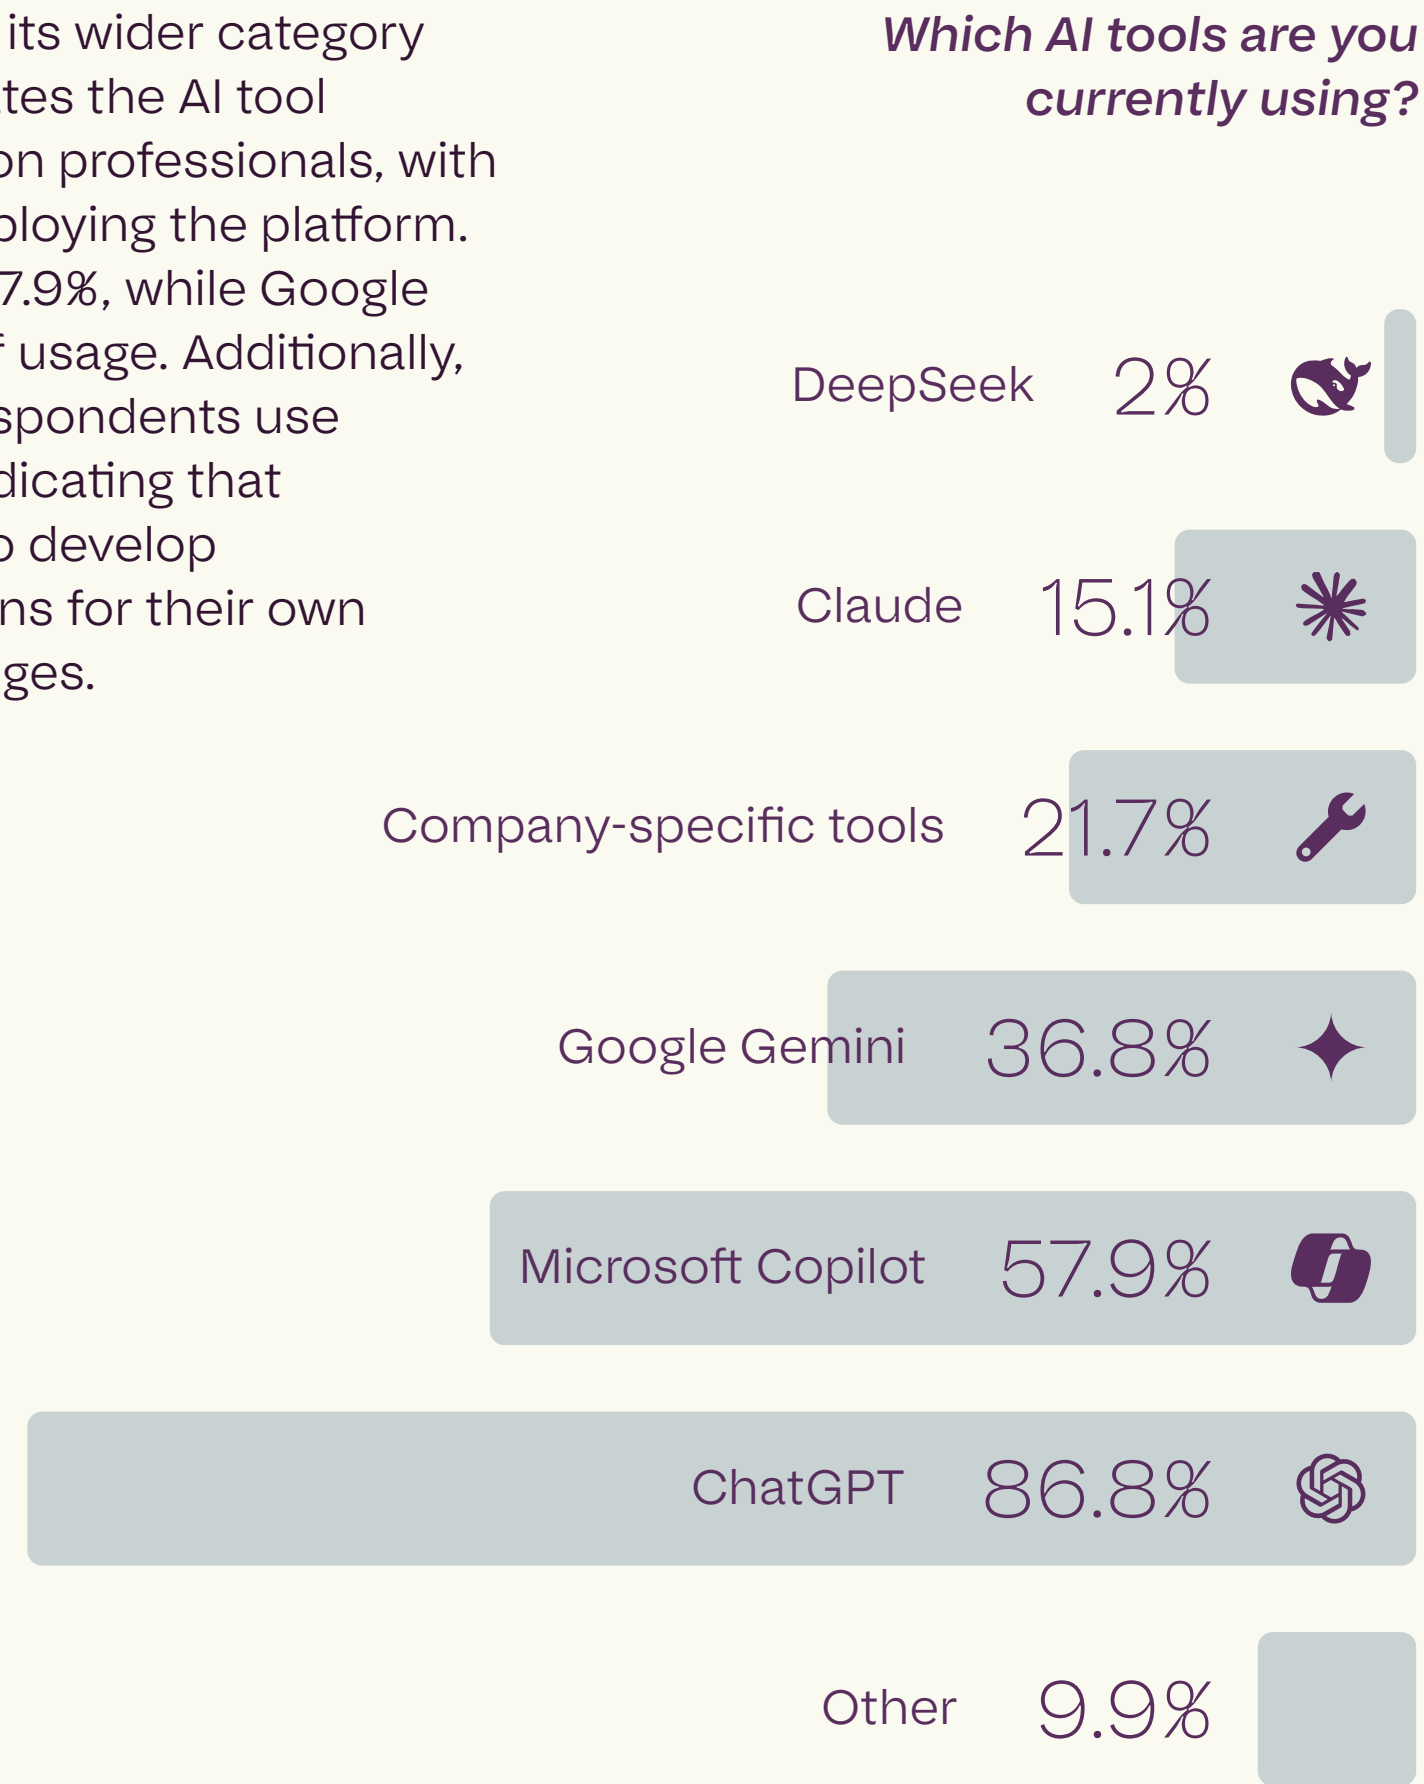 its wider category
tes the AI tool
on professionals, with
ploying the platform.
7.9%, while Google
usage. Additionally,
spondents use
dicating that
o develop
ns for their own
ges.
Which AI tools are you
currently using?
DeepSeek 2%
Claude 15.1%
Company-specific tools 21.7%
Google Gemini 36.8%
Microsoft Copilot 57.9%
ChatGPT 86.8%
Other 9.9%